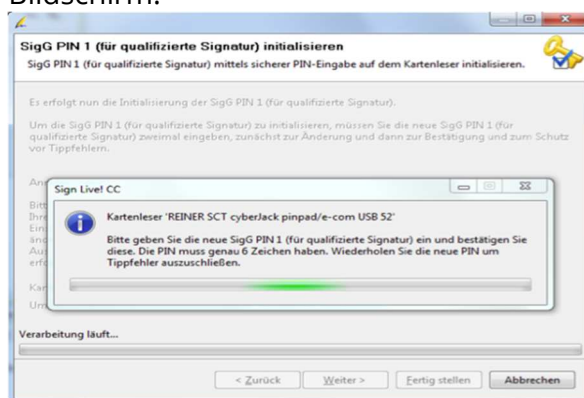 Bildschirm.
SigG PIN 1 (für qualifizierte Signatur) initialisieren
SigG PIN 1 (für qualifizierte Signatur) mittels sicherer PIN-Eingabe auf dem Kartenleser initialisieren.
Es erfolgt nun die Initialisierung der SigG PIN 1 (für qualifizierte Signatur).
Um die SigG PIN 1 (für qualifizierte Signatur) zu initialisieren, müssen Sie die neue SigG PIN 1 (für
qualifizierte Signatur) zweimal eingeben, zunächst zur Änderung und dann zur Bestätigung und zum Schutz
vor Tippfehlern.
Sign Live! CC
Kartenleser 'REINER SCT cyberJack pinpad/e-com USB 52'
Bitte geben Sie die neue SigG PIN 1 (für qualifizierte Signatur) ein und bestätigen Sie
diese. Die PIN muss genau 6 Zeichen haben. Wiederholen Sie die neue PIN um
Tippfehler auszuschließen.
Verarbeitung läuft...
< Zurück Weiter > Fertig stellen Abbrechen